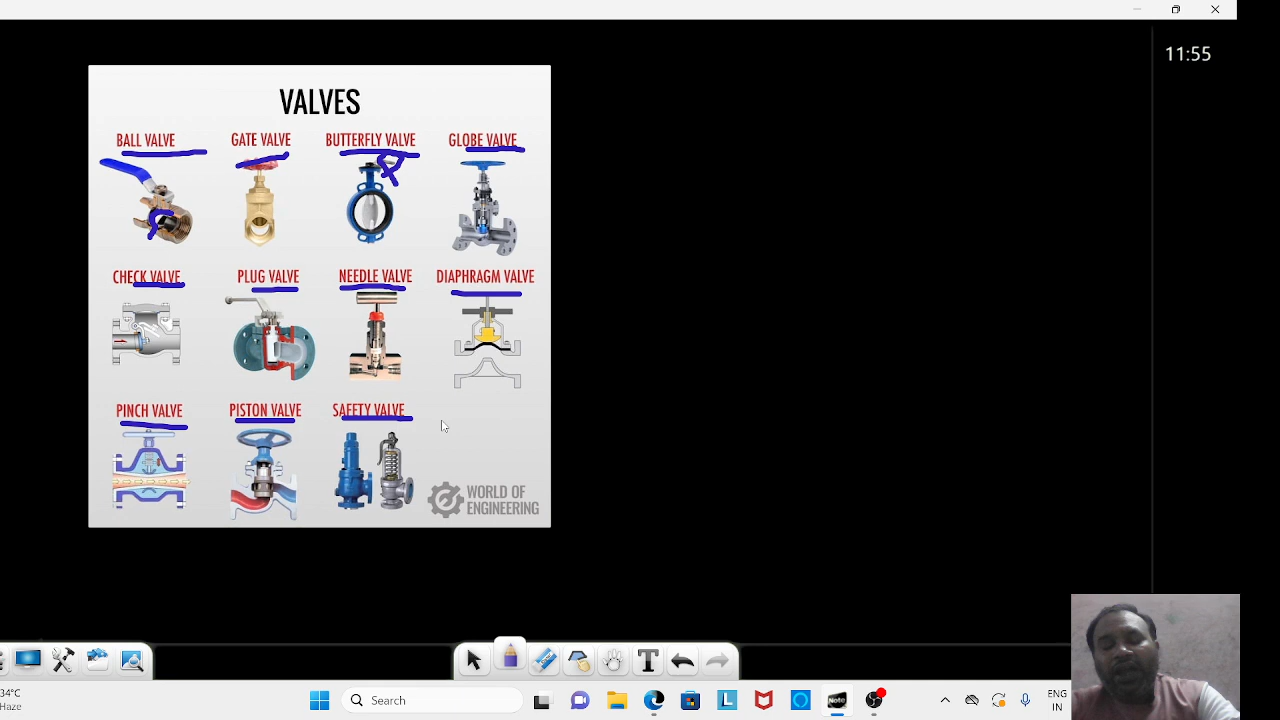 11:55
VALVES
BALL VALVE GATE VALVE BUTTERFLY VALVE GLOBE VALVE
CHECK VALVE PLUG VALVE NEEDLE VALVE DIAPHRAGM VALVE
PINCH VALVE PISTON VALVE SAFETY VALVE
WORLD OF
ENGINEERING
T
34°C
Haze
Search
L
Note
ENG
IN